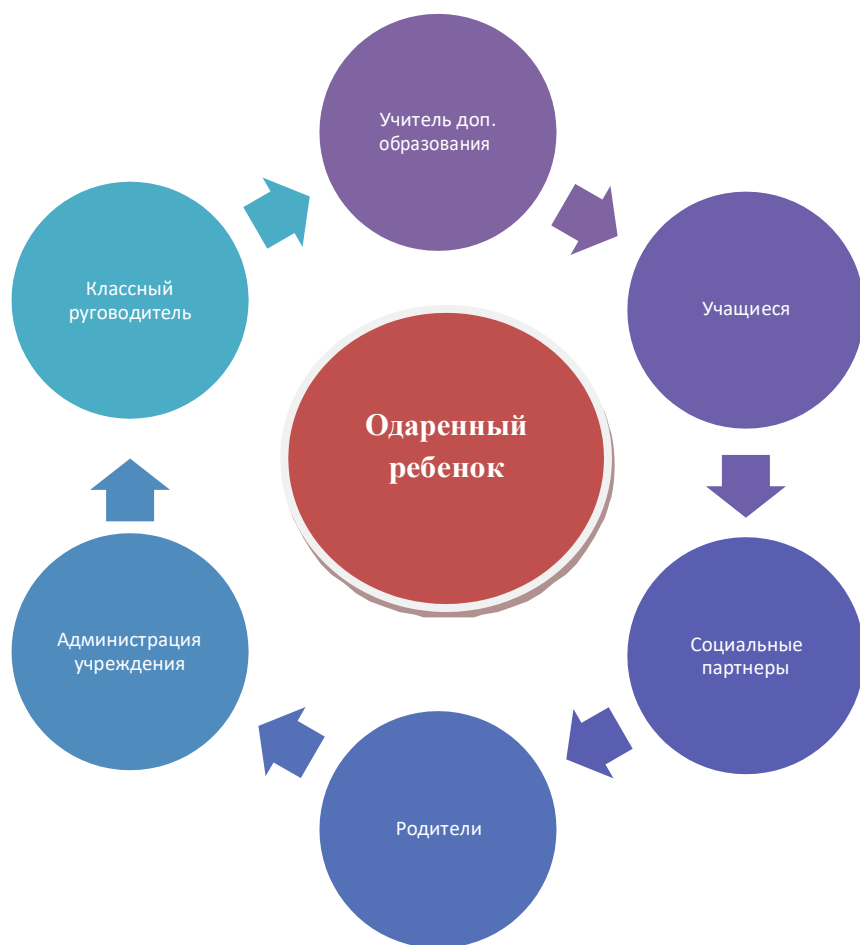 Учитель доп.
образования
Классный
руговодитель
Учащиеся
Одаренный
ребенок
Администрация
учреждения
Социальные
партнеры
Родители